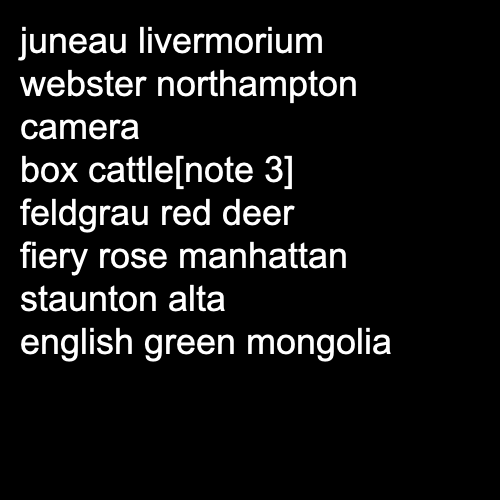 juneau livermorium
webster northampton
camera
box cattle[note 3]
feldgrau red deer
fiery rose manhattan
staunton alta
english green mongolia